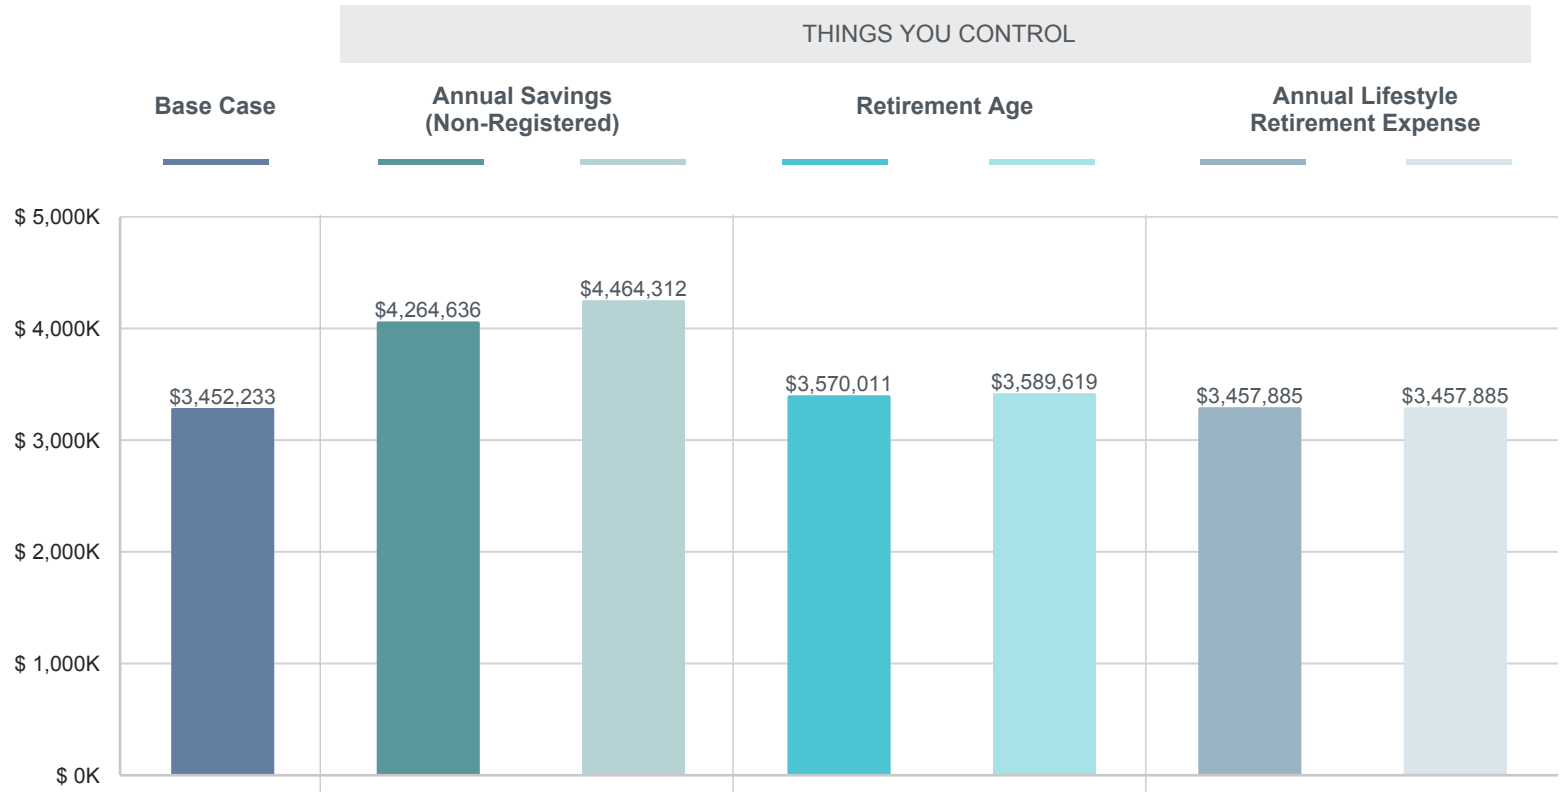 THINGS YOU CONTROL
Base Case
Annual Savings
(Non-Registered)
Retirement Age
Annual Lifestyle
Retirement Expense
$ 5,000K
$ 4,000K
$ 3,000K
$ 2,000K
$ 1,000K
$ 0K
$3,452,233
$4,264,636
$4,464,312
$3,570,011
$3,589,619
$3,457,885
$3,457,885